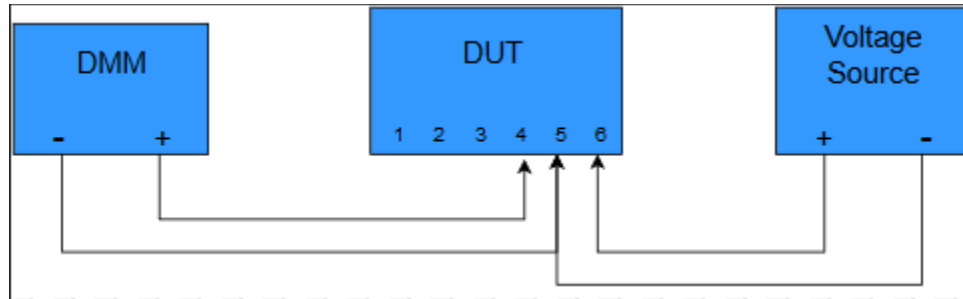 DMM
- +
DUT
1 2 3 4 5 6
Voltage
Source
+ -